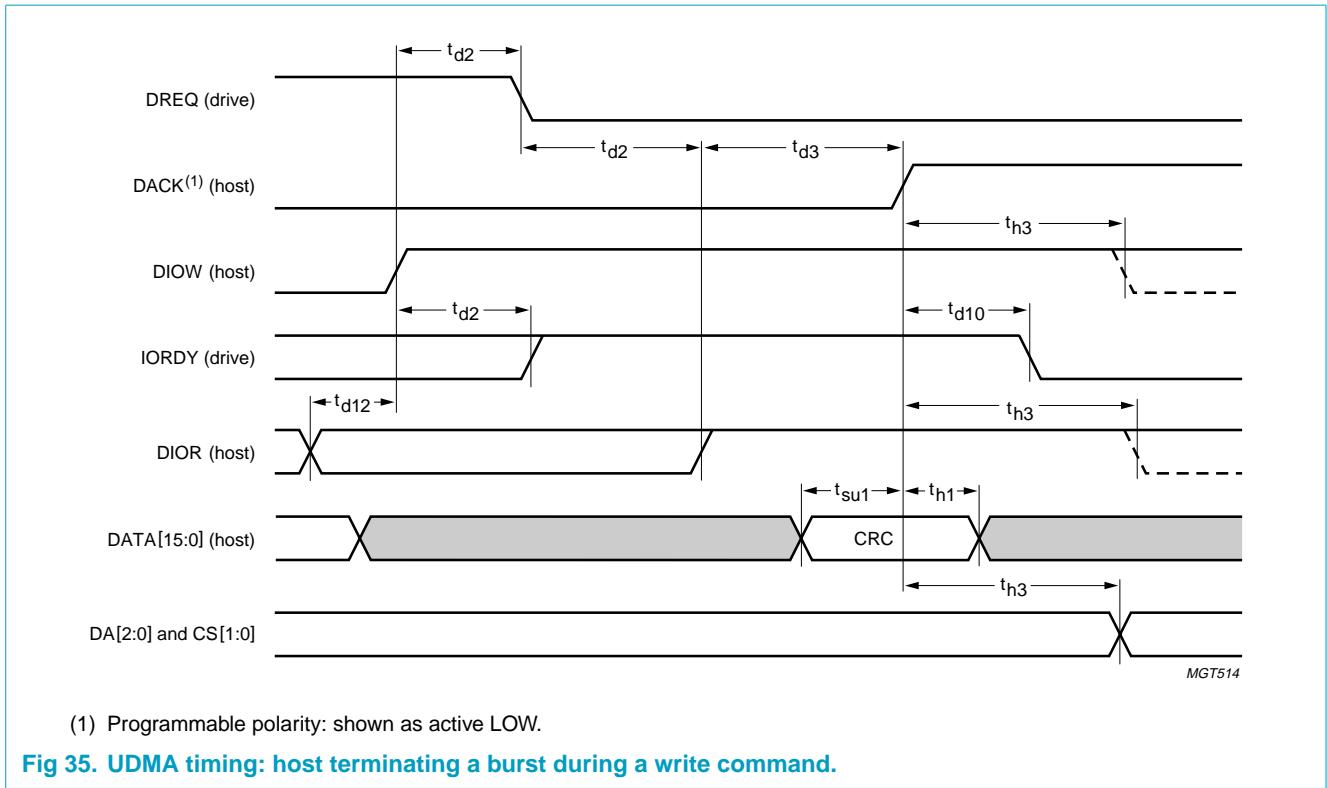 td2
DREQ (drive)
td2 td3
DACK(1) (host)
th3
DIOW (host)
td2 td10
IORDY (drive)
td12 th3
DIOR (host)
tsu1 th1
DATA[15:0] (host) CRC
th3
DA[2:0] and CS[1:0]
MGT514
(1) Programmable polarity: shown as active LOW.
Fig 35. UDMA timing: host terminating a burst during a write command.